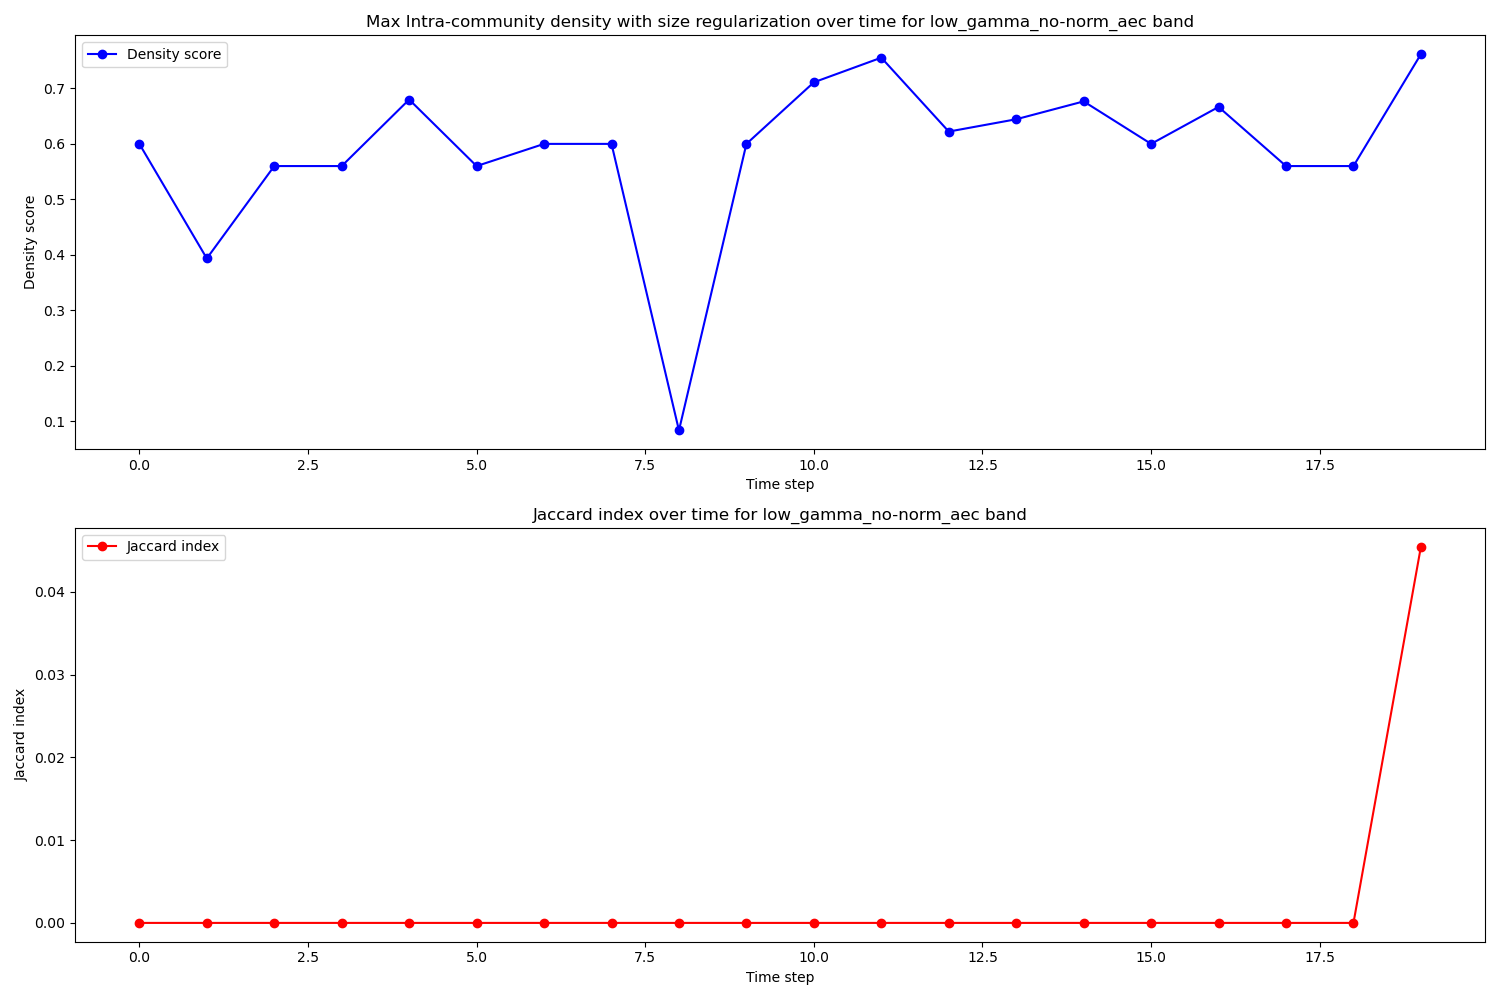 Max Intra-community density with size regularization over time for low_gamma_no-norm_aec band
Density score
Density score
0.7
0.6
0.5
0.4
0.3
0.2
0.1
0.0 2.5 5.0 7.5 10.0 12.5 15.0 17.5
Time step
Jaccard index over time for low_gamma_no-norm_aec band
Jaccard index
Jaccard index
0.04
0.03
0.02
0.01
0.00
0.0 2.5 5.0 7.5 10.0 12.5 15.0 17.5
Time step